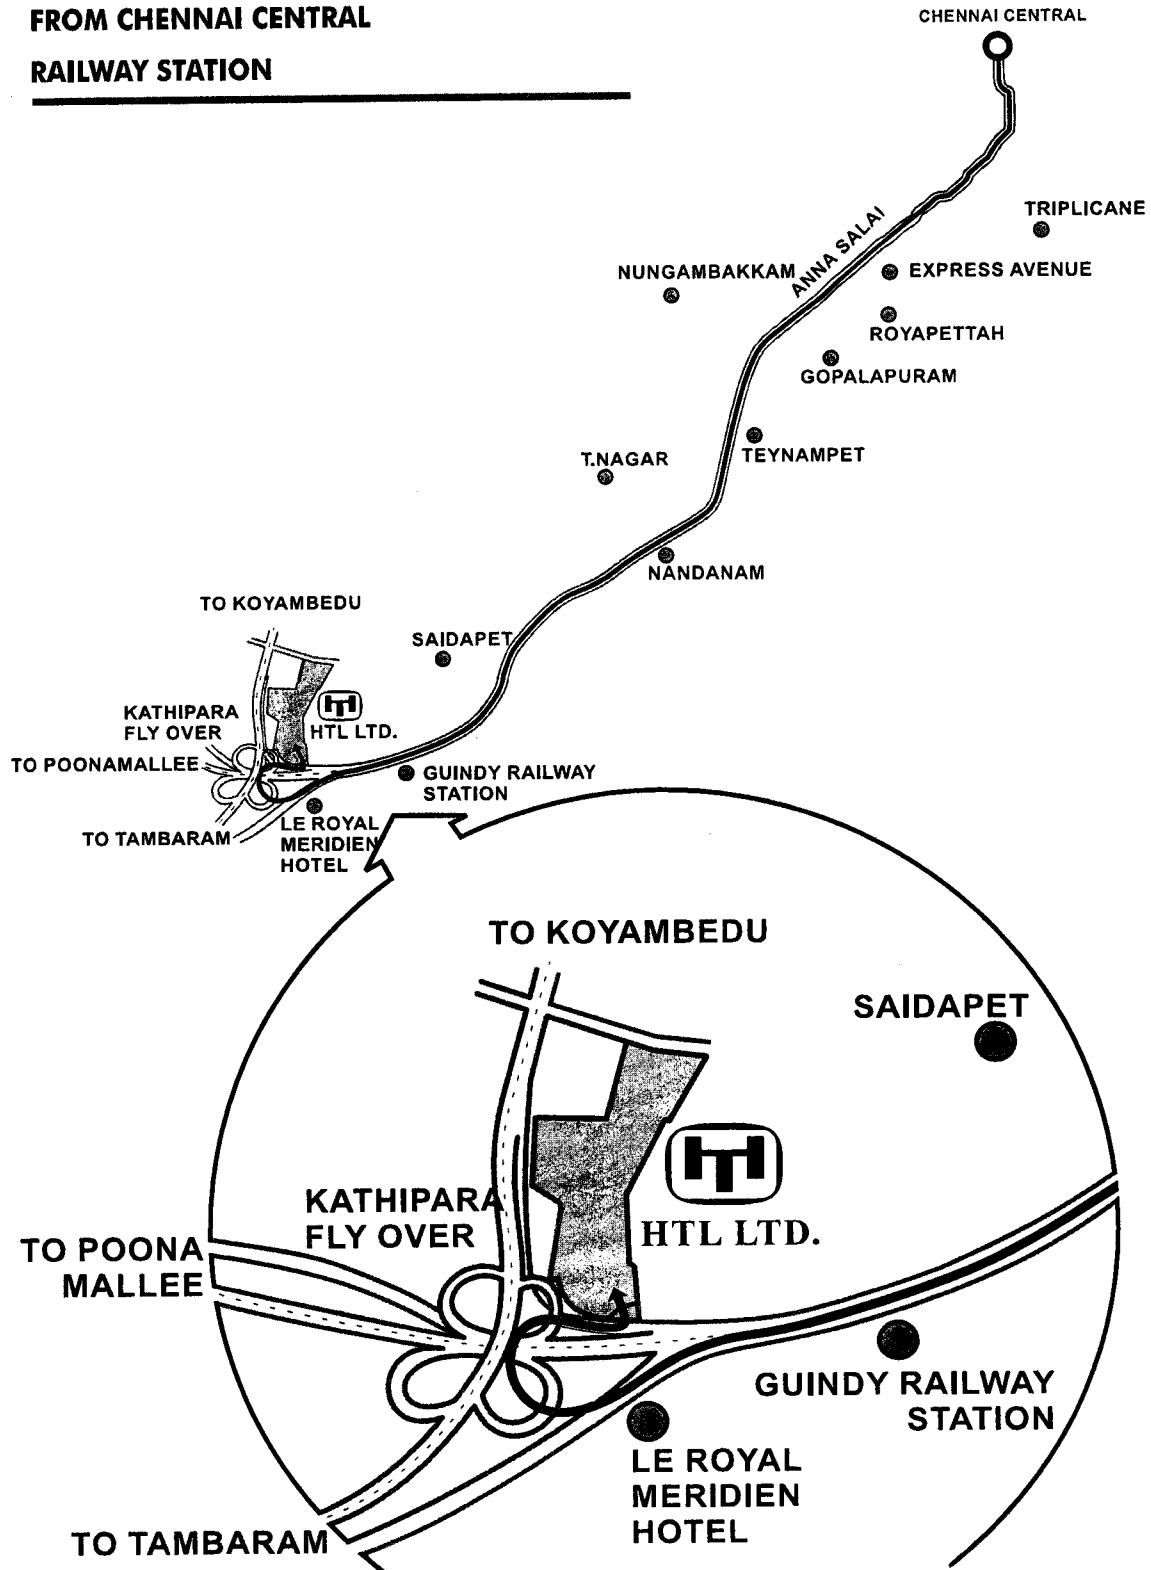 FROM CHENNAI CENTRAL
RAILWAY STATION
CHENNAI CENTRAL
TRIPLICANE
ANNA SALAI
NUNGAMBAKKAM
EXPRESS AVENUE
ROYAPETTAH
GOPALAPURAM
TEYNAMPET
T.NAGAR
NANDANAM
TO KOYAMBEDU
SAIDAPET
KATHIPARA
FLY OVER
HTL LTD.
TO POONAMALLEE
GUINDY RAILWAY
STATION
TO TAMBARAM
LE ROYAL
MERIDIEN
HOTEL
TO KOYAMBEDU
SAIDAPET
KATHIPARA
FLY OVER
HTL LTD.
TO POONA
MALLEE
GUINDY RAILWAY
STATION
LE ROYAL
MERIDIEN
HOTEL
TO TAMBARAM